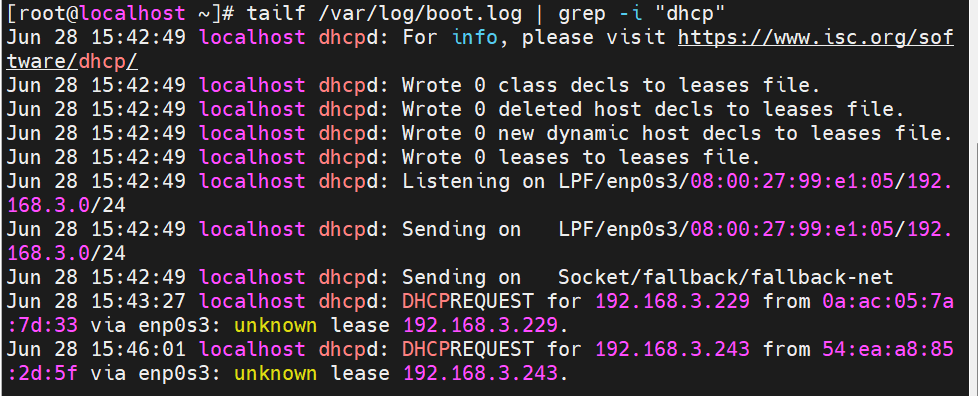 [root@localhost ~]# tailf /var/log/boot.log | grep -i "dhcp"
Jun 28 15:42:49 localhost dhcpd: For info, please visit https://www.isc.org/sof
tware/dhcp/
Jun 28 15:42:49 localhost dhcpd: Wrote 0 class decls to leases file.
Jun 28 15:42:49 localhost dhcpd: Wrote 0 deleted host decls to leases file.
Jun 28 15:42:49 localhost dhcpd: Wrote 0 new dynamic host decls to leases file.
Jun 28 15:42:49 localhost dhcpd: Wrote 0 leases to leases file.
Jun 28 15:42:49 localhost dhcpd: Listening on LPF/enp0s3/08:00:27:99:e1:05/192.
168.3.0/24
Jun 28 15:42:49 localhost dhcpd: Sending on   LPF/enp0s3/08:00:27:99:e1:05/192.
168.3.0/24
Jun 28 15:42:49 localhost dhcpd: Sending on   Socket/fallback/fallback-net
Jun 28 15:43:27 localhost dhcpd: DHCPREQUEST for 192.168.3.229 from 0a:ac:05:7a
:7d:33 via enp0s3: unknown lease 192.168.3.229.
Jun 28 15:46:01 localhost dhcpd: DHCPREQUEST for 192.168.3.243 from 54:ea:a8:85
:2d:5f via enp0s3: unknown lease 192.168.3.243.